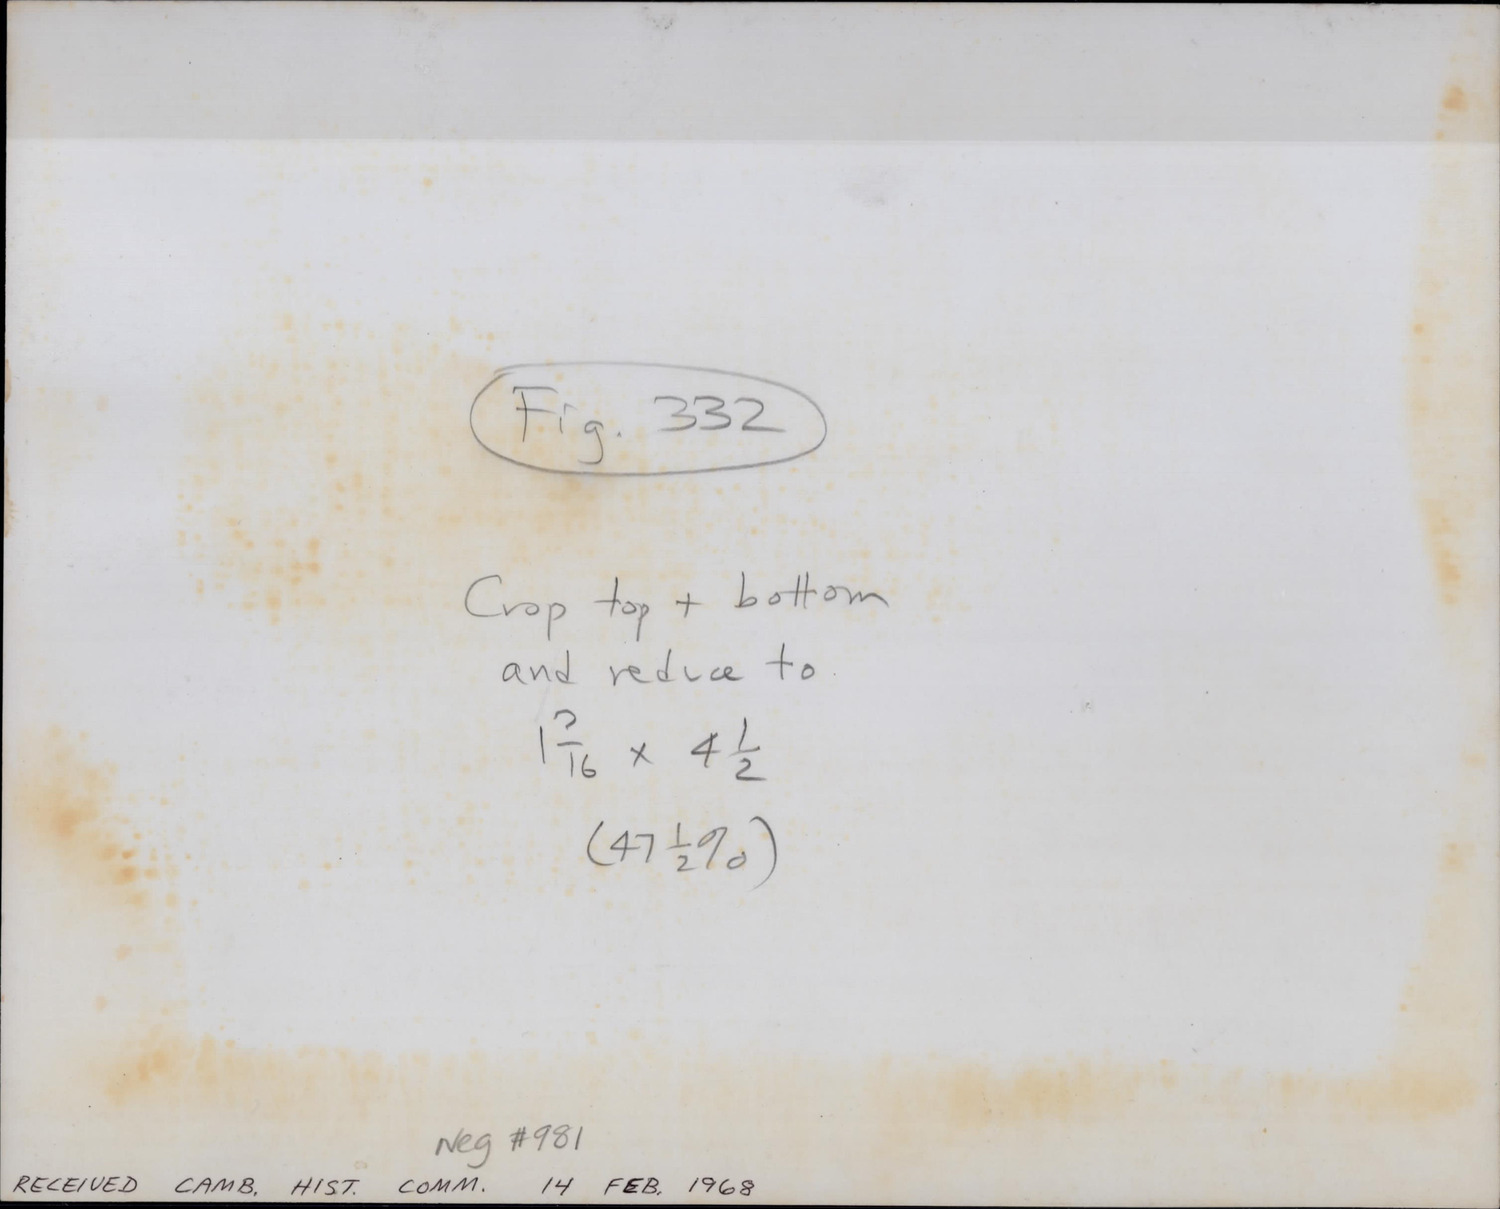 Fig. 332
Crop top + bottom
and reduce to
1 /16 x 4 1/2
(47 1/2 %)
Neg #981
RECEIVED CAMB. HIST. COMM. 14 FEB. 1968